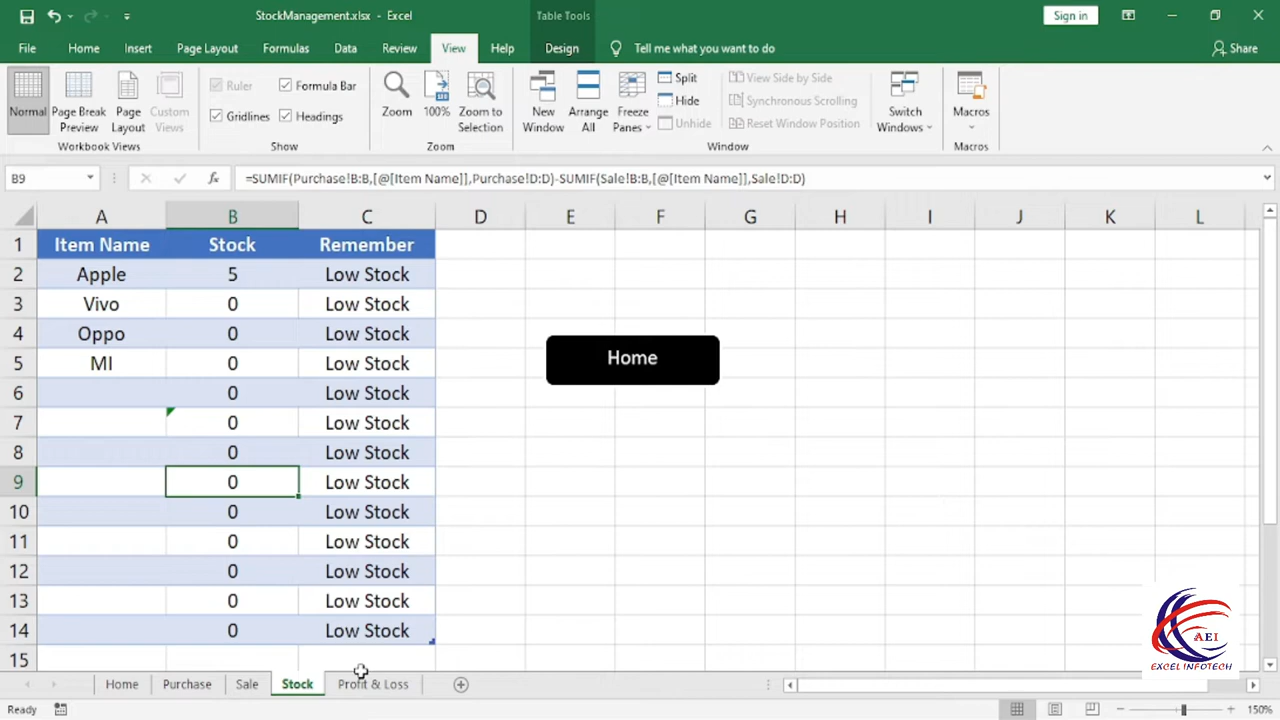 StockManagement.xlsx - Excel
Table Tools
Sign in
File Home Insert Page Layout Formulas Data Review View Help Design Tell me what you want to do Share
Normal
Page Break Preview
Page Layout
Custom Views
Workbook Views
Ruler
Formula Bar
Gridlines
Headings
Show
Zoom
100%
Zoom to Selection
Zoom
New Window
Arrange All
Freeze Panes
Split
Hide
Unhide
View Side by Side
Synchronous Scrolling
Reset Window Position
Window
Switch Windows
Macros
Macros
B9 fx =SUMIF(Purchase!B:B,[@[Item Name]],Purchase!D:D)-SUMIF(Sale!B:B,[@[Item Name]],Sale!D:D)
A B C D E F G H I J K L
1 Item Name Stock Remember
2 Apple 5 Low Stock
3 Vivo 0 Low Stock
4 Oppo 0 Low Stock
5 MI 0 Low Stock
6 0 Low Stock
7 0 Low Stock
8 0 Low Stock
9 0 Low Stock
10 0 Low Stock
11 0 Low Stock
12 0 Low Stock
13 0 Low Stock
14 0 Low Stock
15
Home
AEI
EXCEL INFOTECH
Home Purchase Sale Stock Profit & Loss
Ready 150%